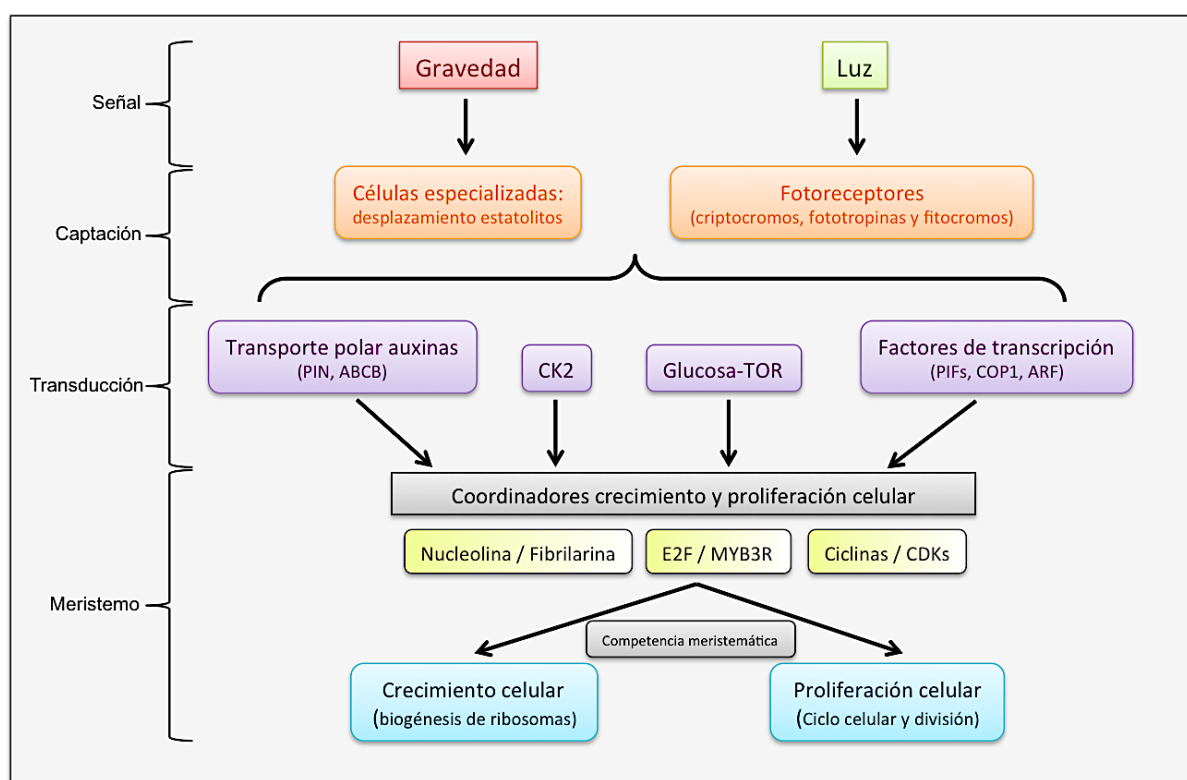 Señal
Gravedad
Luz
Captación
Células especializadas:
desplazamiento estatolitos
Fotoreceptores
(criptocromos, fototropinas y fitocromos)
Transducción
Transporte polar auxinas
(PIN, ABCB)
CK2
Glucosa-TOR
Factores de transcripción
(PIFs, COP1, ARF)
Meristemo
Coordinadores crecimiento y proliferación celular
Nucleolina / Fibrilarina
E2F / MYB3R
Ciclinas / CDKs
Competencia meristemática
Crecimiento celular
(biogénesis de ribosomas)
Proliferación celular
(Ciclo celular y división)